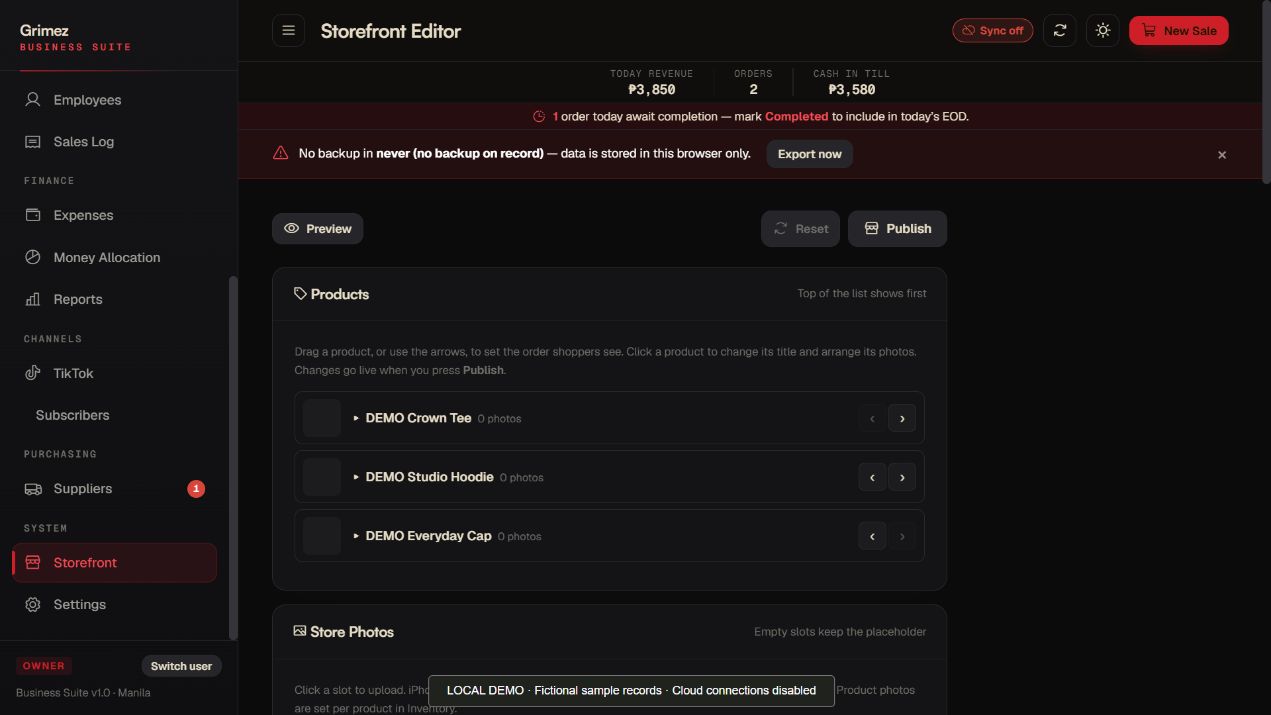 Grimez
BUSINESS SUITE
Employees
Sales Log
FINANCE
Expenses
Money Allocation
Reports
CHANNELS
TikTok
Subscribers
PURCHASING
Suppliers 1
SYSTEM
Storefront
Settings
OWNER Switch user
Business Suite v1.0 · Manila
Storefront Editor
Sync off
New Sale
TODAY REVENUE ORDERS CASH IN TILL
₱3,850 2 ₱3,580
1 order today await completion — mark Completed to include in today's EOD.
No backup in never (no backup on record) — data is stored in this browser only. Export now ×
Preview Reset Publish
Products Top of the list shows first
Drag a product, or use the arrows, to set the order shoppers see. Click a product to change its title and arrange its photos.
Changes go live when you press Publish.
DEMO Crown Tee 0 photos ‹ ›
DEMO Studio Hoodie 0 photos ‹ ›
DEMO Everyday Cap 0 photos ‹ ›
Store Photos Empty slots keep the placeholder
Click a slot to upload. Product photos
are set per product in Inventory.
LOCAL DEMO · Fictional sample records · Cloud connections disabled